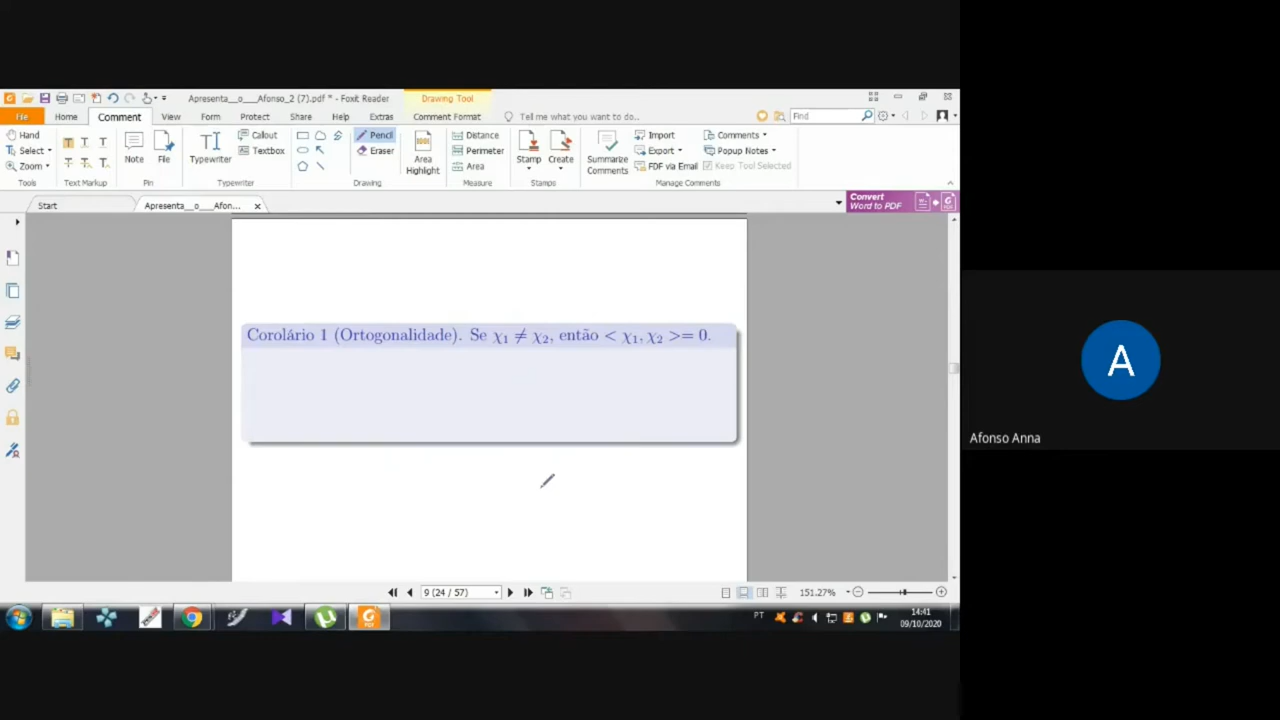 Apresenta__o___Afonso_2 (7).pdf * - Foxit Reader
Drawing Tool
File Home Comment View Form Protect Share Help Extras Comment Format Tell me what you want to do.. Find
Hand
Select
Zoom
Tools
Text Markup
Note
File
Pin
Typewriter
Callout
Textbox
Typewriter
Pencil
Eraser
Drawing
Area Highlight
Distance
Perimeter
Area
Measure
Stamp
Create
Stamps
Summarize Comments
Import
Export
FDF via Email
Comments
Popup Notes
Keep Tool Selected
Manage Comments
Start
Apresenta__o___Afon...
Convert
Word to PDF
Corolário 1 (Ortogonalidade). Se χ₁ ≠ χ₂, então < χ₁, χ₂ >= 0.
A
Afonso Anna
9 (24 / 57)
151.27%
PT
14:41
09/10/2020